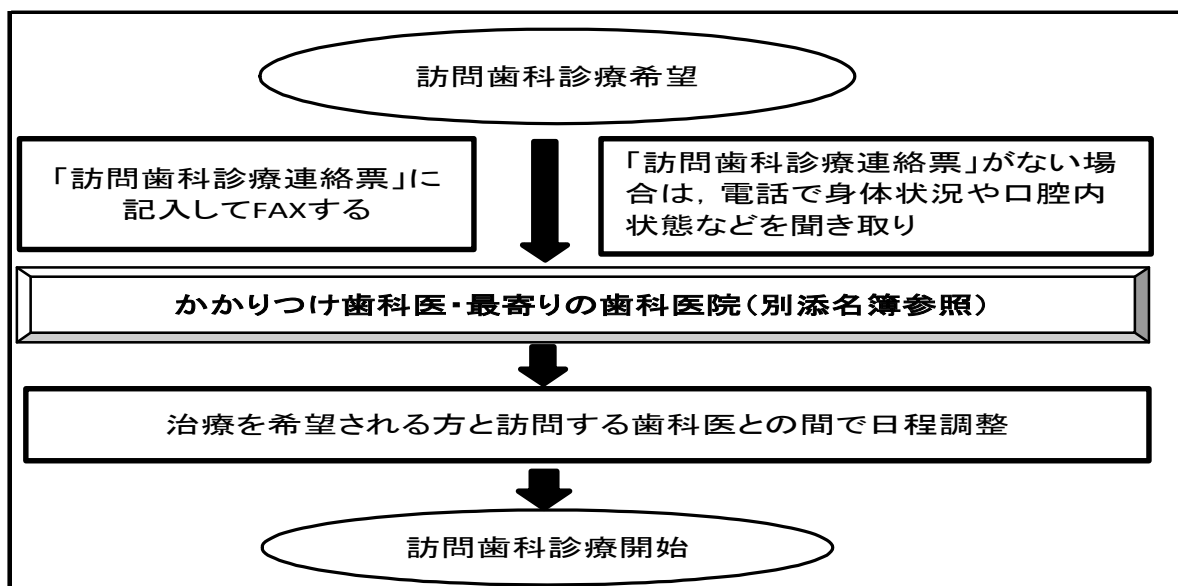 訪問歯科診療希望
「訪問歯科診療連絡票」に
記入してFAXする
「訪問歯科診療連絡票」がない場
合は，電話で身体状況や口腔内
状態などを聞き取り
かかりつけ歯科医・最寄りの歯科医院（別添名簿参照）
治療を希望される方と訪問する歯科医との間で日程調整
訪問歯科診療開始